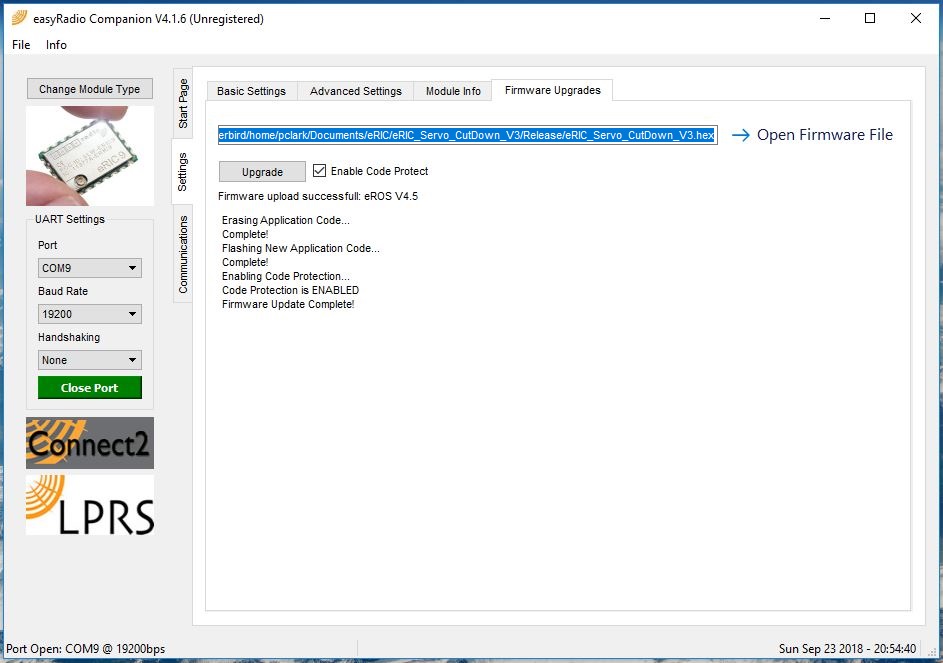 easyRadio Companion V4.1.6 (Unregistered)
File Info
Change Module Type
eRIC9
UART Settings
Port
COM9
Baud Rate
19200
Handshaking
None
Close Port
Connect2
LPRS
Start Page
Settings
Communications
Basic Settings Advanced Settings Module Info Firmware Upgrades
erbird/home/pclark/Documents/eRIC/eRIC_Servo_CutDown_V3/Release/eRIC_Servo_CutDown_V3.hex
→ Open Firmware File
Upgrade Enable Code Protect
Firmware upload successfull: eROS V4.5
Erasing Application Code...
Complete!
Flashing New Application Code...
Complete!
Enabling Code Protection...
Code Protection is ENABLED
Firmware Update Complete!
Port Open: COM9 @ 19200bps
Sun Sep 23 2018 - 20:54:40